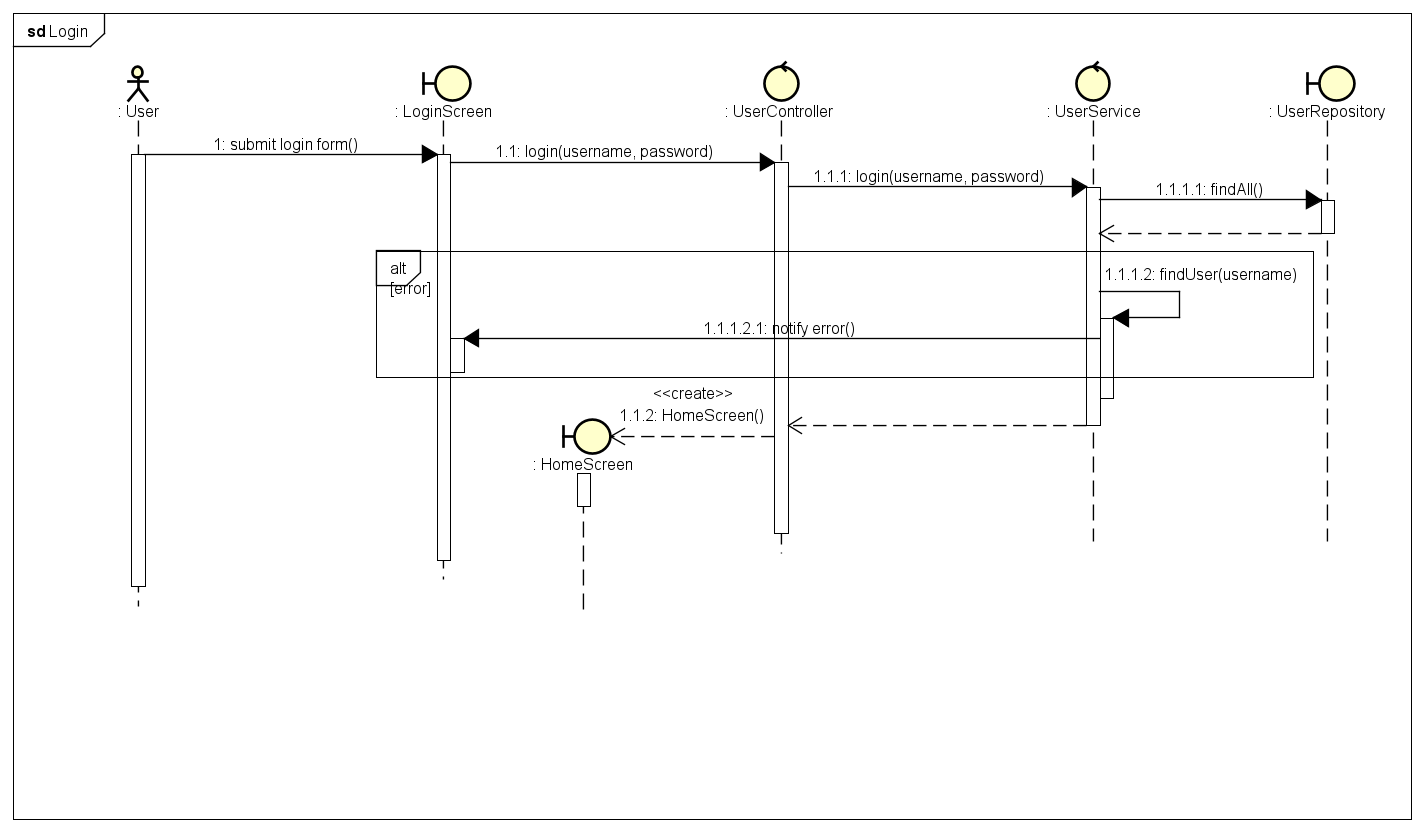 sd Login
: User
: LoginScreen
: UserController
: UserService
: UserRepository
1: submit login form()
1.1: login(username, password)
1.1.1: login(username, password)
1.1.1.1: findAll()
alt
[error]
1.1.1.2: findUser(username)
1.1.1.2.1: notify error()
<<create>>
1.1.2: HomeScreen()
: HomeScreen